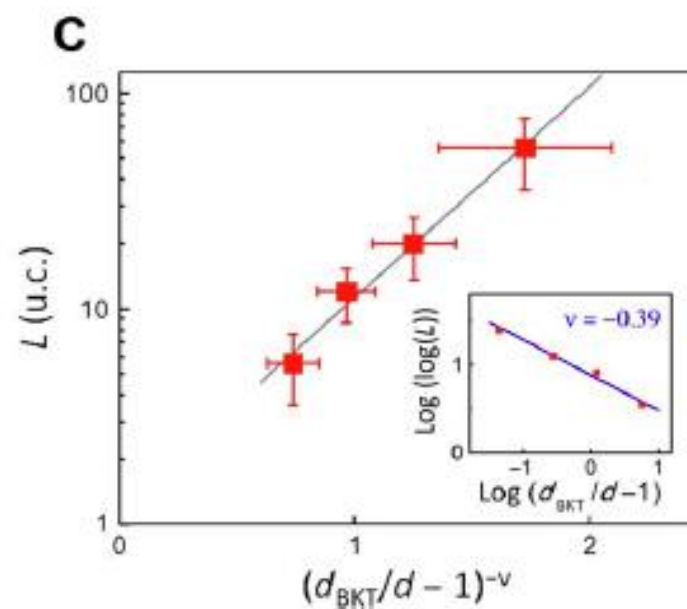 C
100
10
1
L (u.c.)
0
1
2
(d_BKT/d − 1)^−ν
ν = −0.39
Log (log(L))
1
0
−1
0
1
Log (d_BKT/d−1)